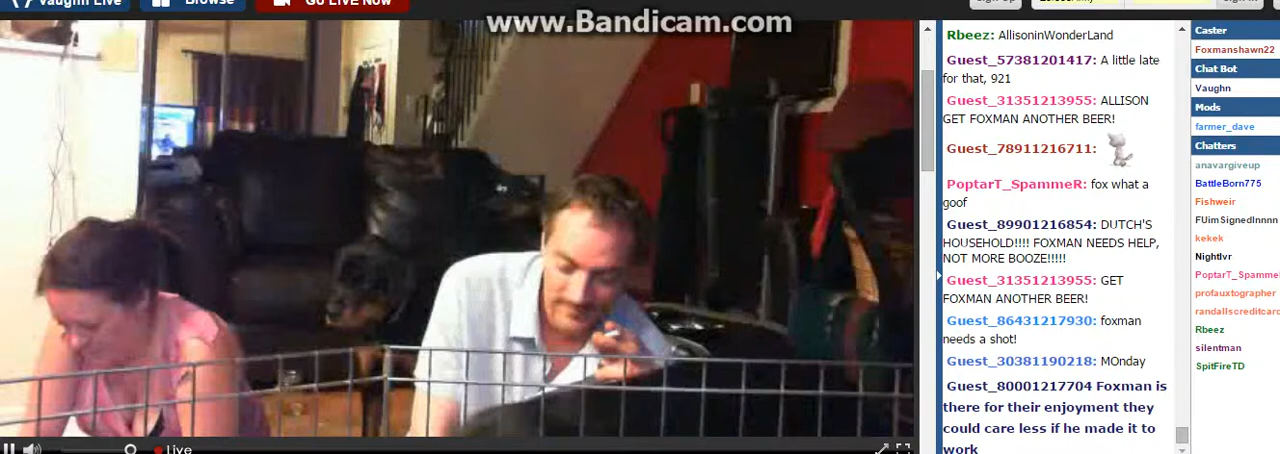 Vaughn Live
Browse
GO LIVE NOW
www.Bandicam.com
Sign Up
Rbeez: AllisoninWonderLand
Guest_57381201417: A little late
for that, 921
Guest_31351213955: ALLISON
GET FOXMAN ANOTHER BEER!
Guest_78911216711:
PoptarT_SpammeR: fox what a
goof
Guest_89901216854: DUTCH'S
HOUSEHOLD!!!! FOXMAN NEEDS HELP,
NOT MORE BOOZE!!!!!
Guest_31351213955: GET
FOXMAN ANOTHER BEER!
Guest_86431217930: foxman
needs a shot!
Guest_30381190218: MOnday
Guest_80001217704 Foxman is
there for their enjoyment they
could care less if he made it to
work
Caster
Foxmanshawn22
Chat Bot
Vaughn
Mods
farmer_dave
Chatters
anavargiveup
BattleBorn775
Fishweir
FUimSignedInnnn
kekek
Nightlvr
PoptarT_Spamme
profauxtographer
randallscreditcard
Rbeez
silentman
SpitFireTD
Live